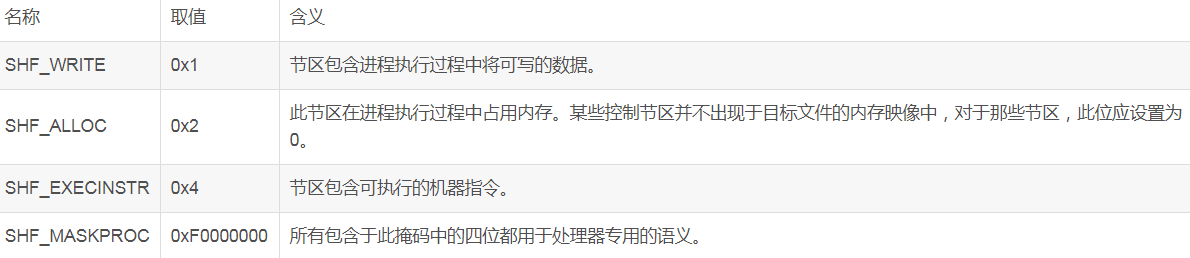 名称 取值 含义
SHF_WRITE 0x1 节区包含进程执行过程中将可写的数据。
SHF_ALLOC 0x2 此节区在进程执行过程中占用内存。某些控制节区并不出现于目标文件的内存映像中，对于那些节区，此位应设置为
0。
SHF_EXECINSTR 0x4 节区包含可执行的机器指令。
SHF_MASKPROC 0xF0000000 所有包含于此掩码中的四位都用于处理器专用的语义。